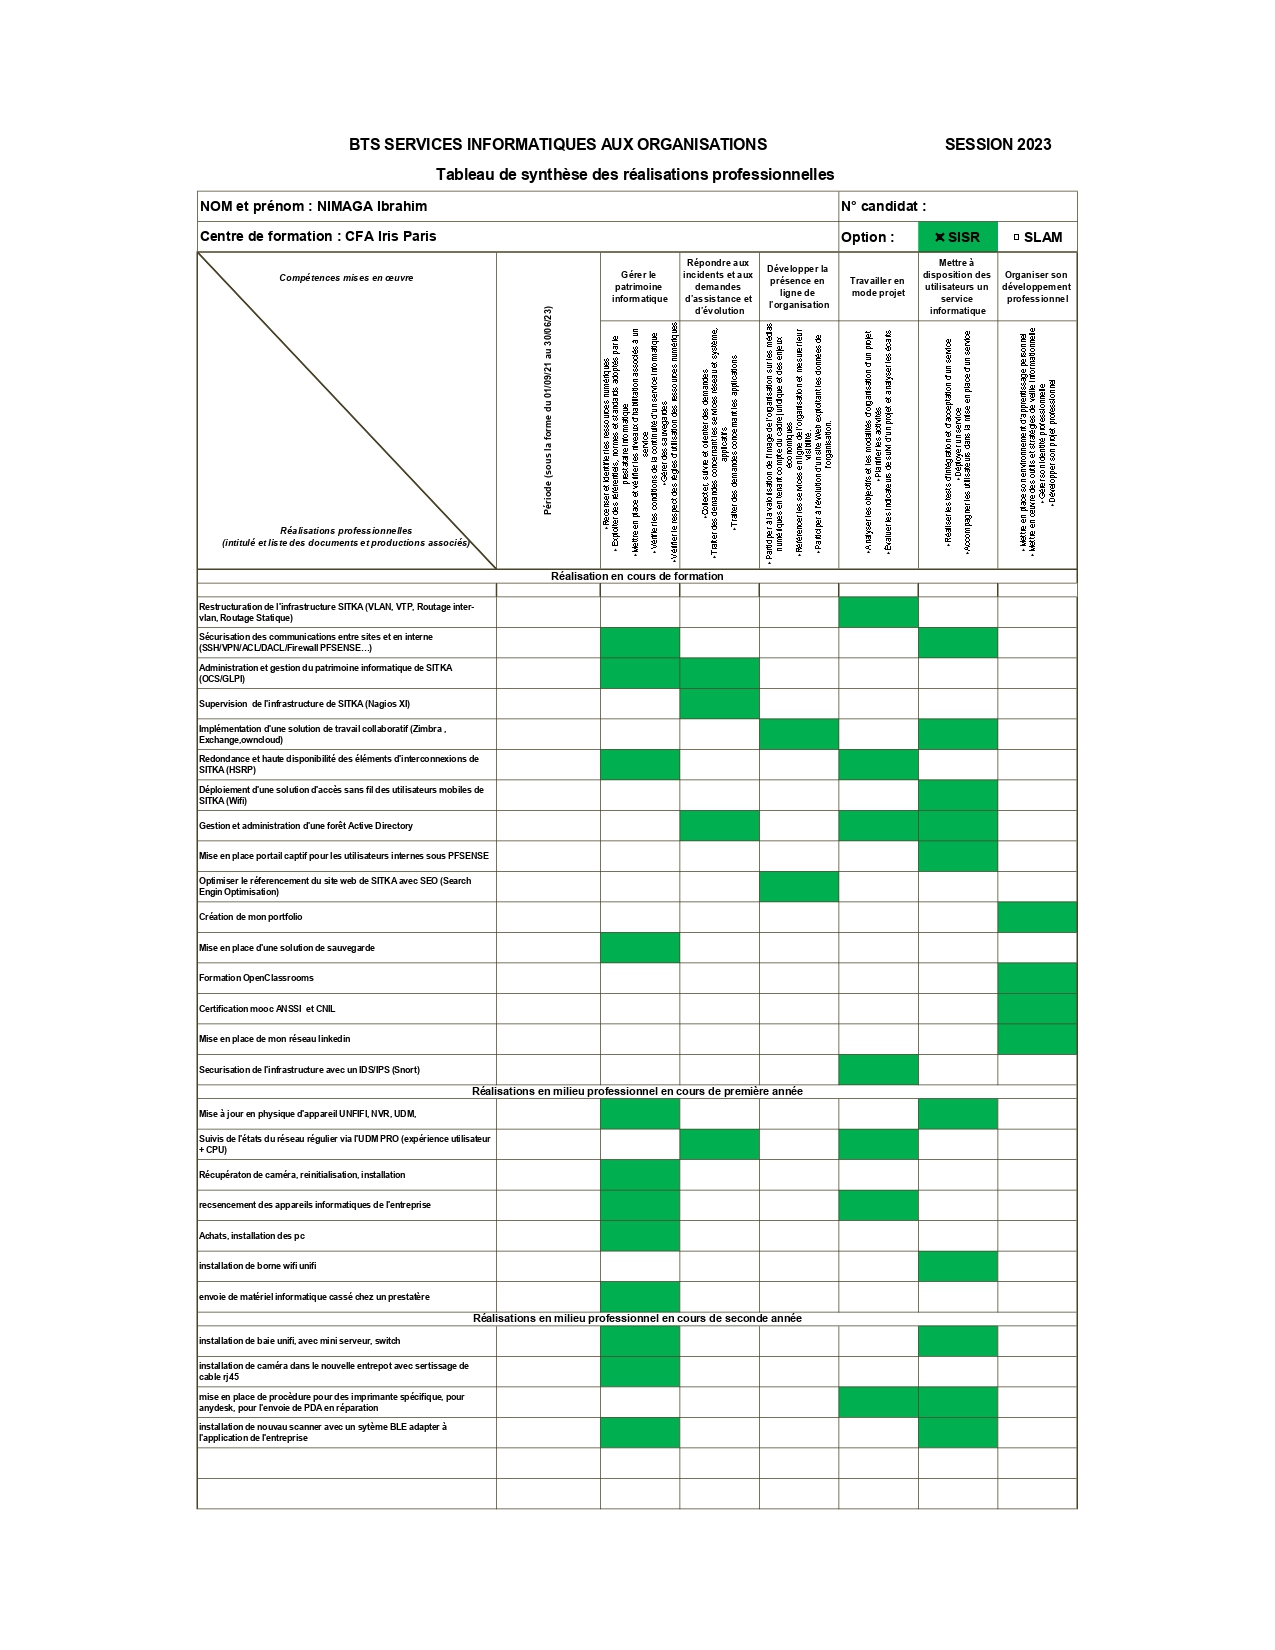 BTS SERVICES INFORMATIQUES AUX ORGANISATIONS SESSION 2023
Tableau de synthèse des réalisations professionnelles
NOM et prénom : NIMAGA Ibrahim N° candidat :
Centre de formation : CFA Iris Paris Option : SISR SLAM
Compétences mises en œuvre
Réalisations professionnelles
(intitulé et liste des documents et productions associés)
Période (sous la forme du 01/09/21 au 30/06/23)
Gérer le
patrimoine
informatique
Répondre aux
incidents et aux
demandes
d'assistance et
d'évolution
Développer la
présence en
ligne de
l'organisation
Travailler en
mode projet
Mettre à
disposition des
utilisateurs un
service
informatique
Organiser son
développement
professionnel
• Recenser et identifier les ressources numériques
• Exploiter des référentiels, normes et standards adoptés par le
prestataire informatique
• Mettre en place et vérifier les niveaux d'habilitation associés à un
service
• Vérifier les conditions de la continuité d'un service informatique
• Gérer des sauvegardes
• Vérifier le respect des règles d'utilisation des ressources numériques
• Collecter, suivre et orienter des demandes
• Traiter des demandes concernant les services réseau et système,
applicatifs
• Traiter des demandes concernant les applications
• Participer à la valorisation de l'image de l'organisation sur les médias
numériques en tenant compte du cadre juridique et des enjeux
économiques
• Référencer les services en ligne de l'organisation et mesurer leur
visibilité.
• Participer à l'évolution d'un site Web exploitant les données de
l'organisation.
• Analyser les objectifs et les modalités d'organisation d'un projet
• Planifier les activités
• Évaluer les indicateurs de suivi d'un projet et analyser les écarts
• Réaliser les tests d'intégration et d'acceptation d'un service
• Déployer un service
• Accompagner les utilisateurs dans la mise en place d'un service
• Mettre en place son environnement d'apprentissage personnel
• Mettre en œuvre des outils et stratégies de veille informationnelle
• Gérer son identité professionnelle
• Développer son projet professionnel
Réalisation en cours de formation
Restructuration de l'infrastructure SITKA (VLAN, VTP, Routage inter-
vlan, Routage Statique)
Sécurisation des communications entre sites et en interne
(SSH/VPN/ACL/DACL/Firewall PFSENSE…)
Administration et gestion du patrimoine informatique de SITKA
(OCS/GLPI)
Supervision de l'infrastructure de SITKA (Nagios XI)
Implémentation d'une solution de travail collaboratif (Zimbra ,
Exchange,owncloud)
Redondance et haute disponibilité des éléments d'interconnexions de
SITKA (HSRP)
Déploiement d'une solution d'accès sans fil des utilisateurs mobiles de
SITKA (Wifi)
Gestion et administration d'une forêt Active Directory
Mise en place portail captif pour les utilisateurs internes sous PFSENSE
Optimiser le réferencement du site web de SITKA avec SEO (Search
Engin Optimisation)
Création de mon portfolio
Mise en place d'une solution de sauvegarde
Formation OpenClassrooms
Certification mooc ANSSI et CNIL
Mise en place de mon réseau linkedin
Securisation de l'infrastructure avec un IDS/IPS (Snort)
Réalisations en milieu professionnel en cours de première année
Mise à jour en physique d'appareil UNFIFI, NVR, UDM,
Suivis de l'états du réseau régulier via l'UDM PRO (expérience utilisateur
+ CPU)
Récupératon de caméra, reinitialisation, installation
recsencement des appareils informatiques de l'entreprise
Achats, installation des pc
installation de borne wifi unifi
envoie de matériel informatique cassé chez un prestatère
Réalisations en milieu professionnel en cours de seconde année
installation de baie unifi, avec mini serveur, switch
installation de caméra dans le nouvelle entrepot avec sertissage de
cable rj45
mise en place de procèdure pour des imprimante spécifique, pour
anydesk, pour l'envoie de PDA en réparation
installation de nouvau scanner avec un sytème BLE adapter à
l'application de l'entreprise